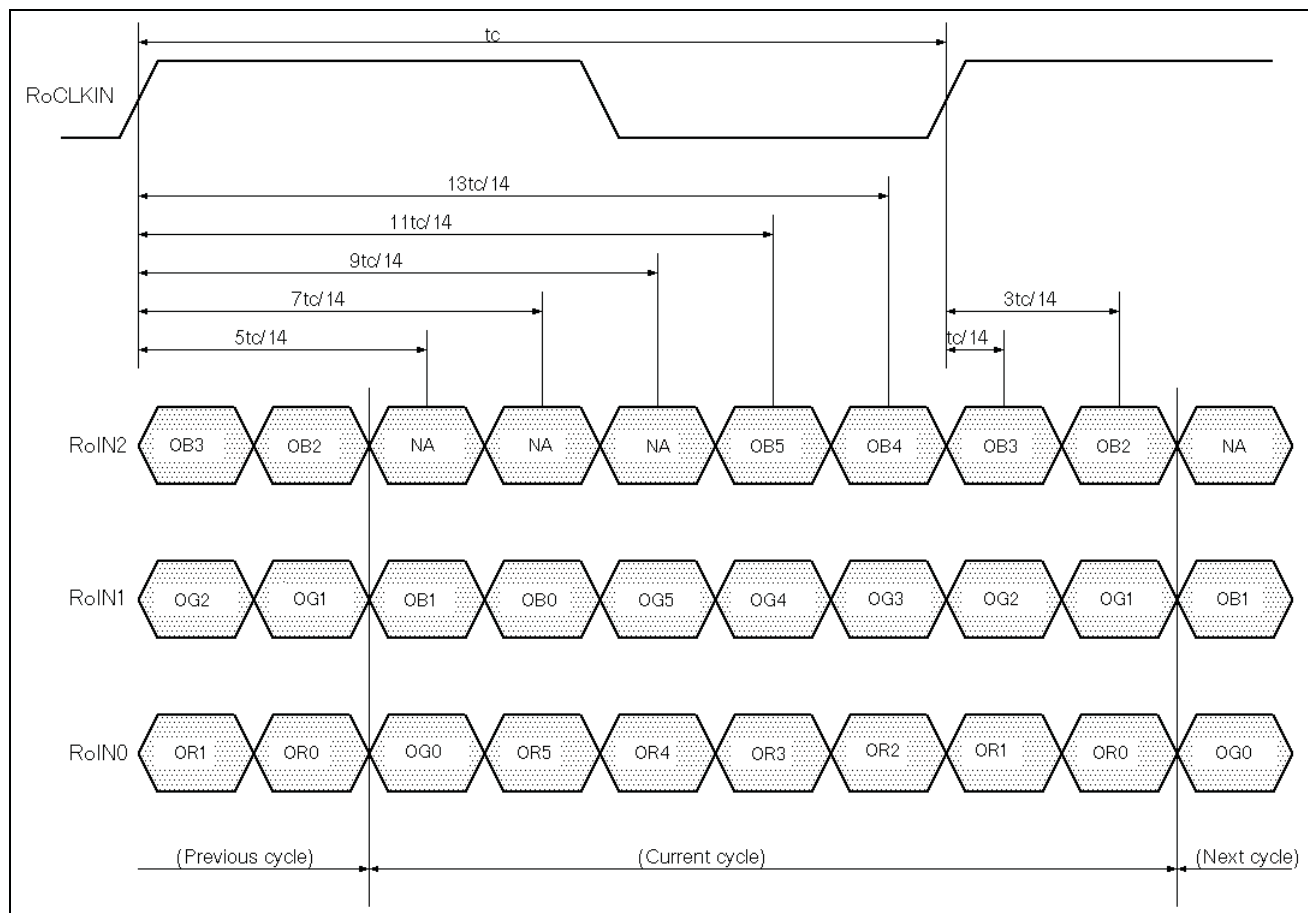 tc
RoCLKIN
13tc/14
11tc/14
9tc/14
7tc/14
3tc/14
5tc/14
tc/14
RoIN2 OB3 OB2 NA NA NA OB5 OB4 OB3 OB2 NA
RoIN1 OG2 OG1 OB1 OB0 OG5 OG4 OG3 OG2 OG1 OB1
RoIN0 OR1 OR0 OG0 OR5 OR4 OR3 OR2 OR1 OR0 OG0
(Previous cycle) (Current cycle) (Next cycle)